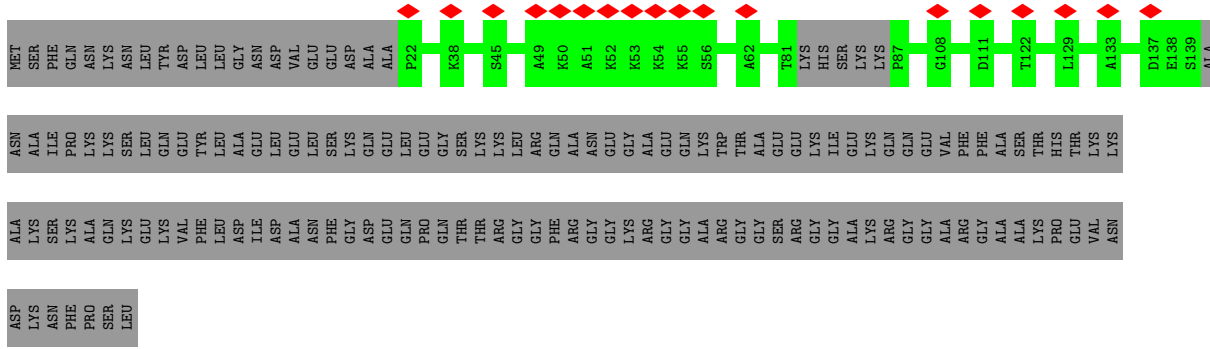 MET SER PHE GLN ASN LYS ASN LEU TYR ASP LEU LEU GLY ASN ASP VAL GLU GLU ASP ALA ALA P22 K38 S45 A49 K50 A51 K52 K53 K54 K55 S56 A62 T81 LYS HIS SER LYS LYS P87 G108 D111 T122 L129 A133 D137 E138 S139 ALA
ASN ALA ILE PRO LYS LYS SER LEU GLN GLU TYR LEU ALA GLU LEU GLU LEU SER LYS GLN GLU LEU GLU GLY SER LYS LYS LEU ARG GLN ALA ASN GLU GLY ALA GLU GLN LYS TRP THR ALA GLU GLU LYS ILE GLU LYS GLN GLN GLU VAL PHE PHE ALA SER THR HIS THR LYS LYS
ALA LYS SER LYS ALA GLN LYS GLU LYS VAL PHE LEU ASP ILE ASP ALA ASN PHE GLY ASP GLU GLN PRO GLN THR THR ARG GLY GLY PHE ARG GLY GLY LYS ARG GLY GLY ALA ARG GLY GLY SER ARG GLY GLY ALA LYS ARG GLY GLY ALA ARG GLY ALA ALA LYS PRO GLU VAL ASN
ASP LYS ASN PHE PRO SER LEU